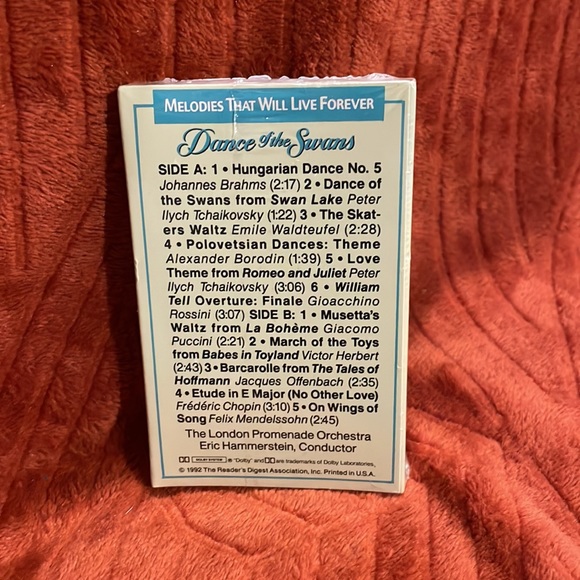 MELODIES THAT WILL LIVE FOREVER
Dance of the Swans
SIDE A: 1 • Hungarian Dance No. 5
Johannes Brahms (2:17) 2 • Dance of
the Swans from Swan Lake Peter
Ilych Tchaikovsky (1:22) 3 • The Skat-
ers Waltz Emile Waldteufel (2:28)
4 • Polovetsian Dances: Theme
Alexander Borodin (1:39) 5 • Love
Theme from Romeo and Juliet Peter
Ilych Tchaikovsky (3:06) 6 • William
Tell Overture: Finale Gioacchino
Rossini (3:07) SIDE B: 1 • Musetta's
Waltz from La Bohème Giacomo
Puccini (2:21) 2 • March of the Toys
from Babes in Toyland Victor Herbert
(2:43) 3 • Barcarolle from The Tales of
Hoffmann Jacques Offenbach (2:35)
4 • Etude in E Major (No Other Love)
Frédéric Chopin (3:10) 5 • On Wings of
Song Felix Mendelssohn (2:45)
The London Promenade Orchestra
Eric Hammerstein, Conductor
DOLBY SYSTEM ® "Dolby" and are trademarks of Dolby Laboratories.
© 1992 The Reader's Digest Association, Inc. Printed in U.S.A.